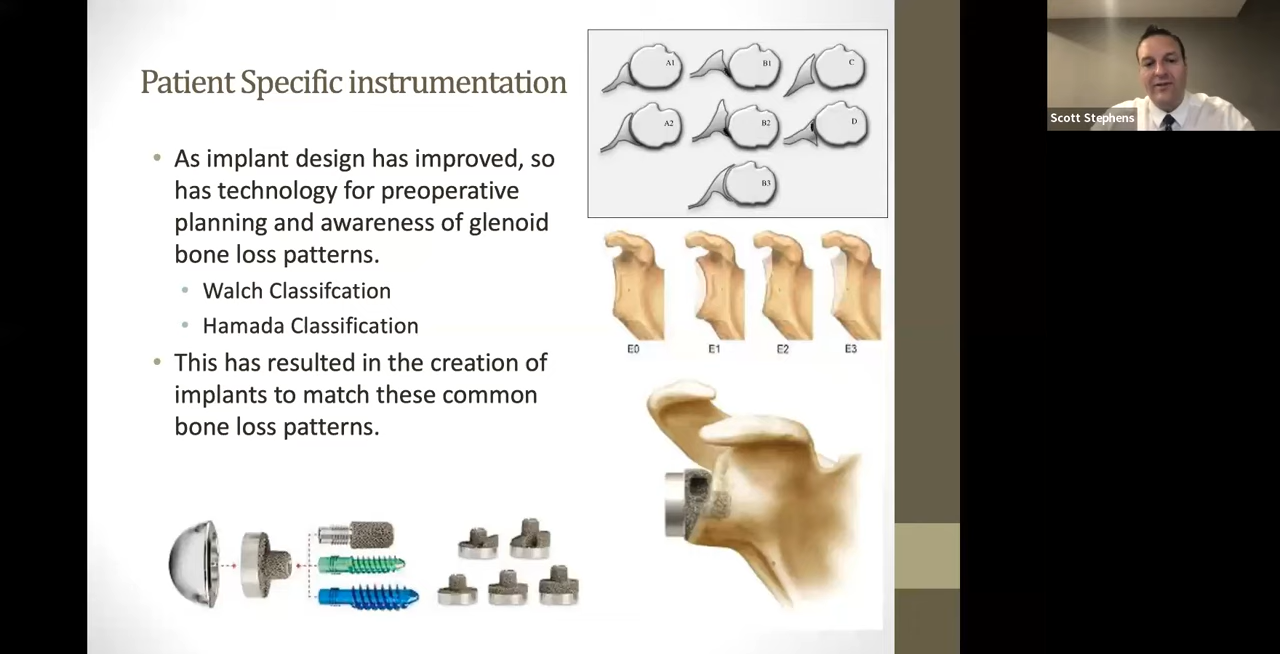 Patient Specific instrumentation
• As implant design has improved, so
has technology for preoperative
planning and awareness of glenoid
bone loss patterns.
• Walch Classifcation
• Hamada Classification
• This has resulted in the creation of
implants to match these common
bone loss patterns.
A1
B1
C
A2
B2
D
B3
E0
E1
E2
E3
Scott Stephens